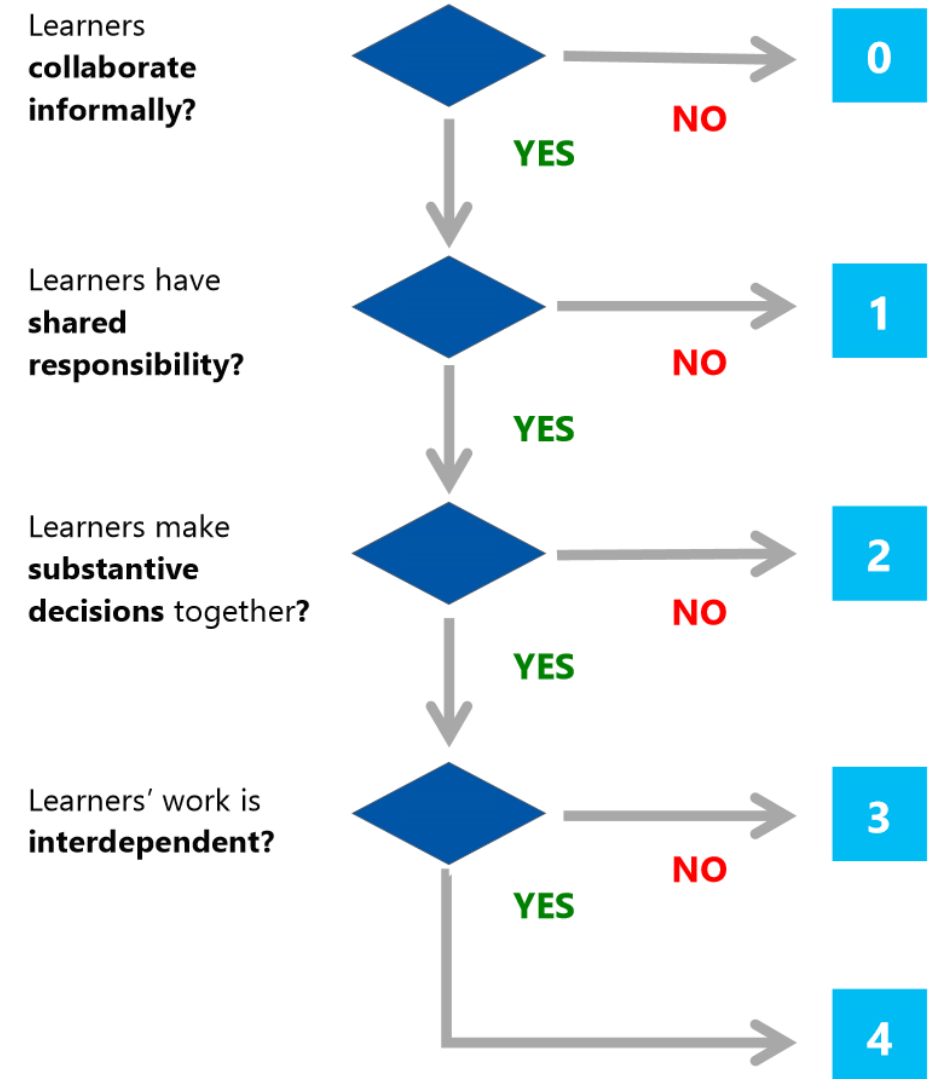 Learners
collaborate
informally?
0
NO
YES
Learners have
shared
responsibility?
1
NO
YES
Learners make
substantive
decisions together?
2
NO
YES
Learners’ work is
interdependent?
3
NO
YES
4